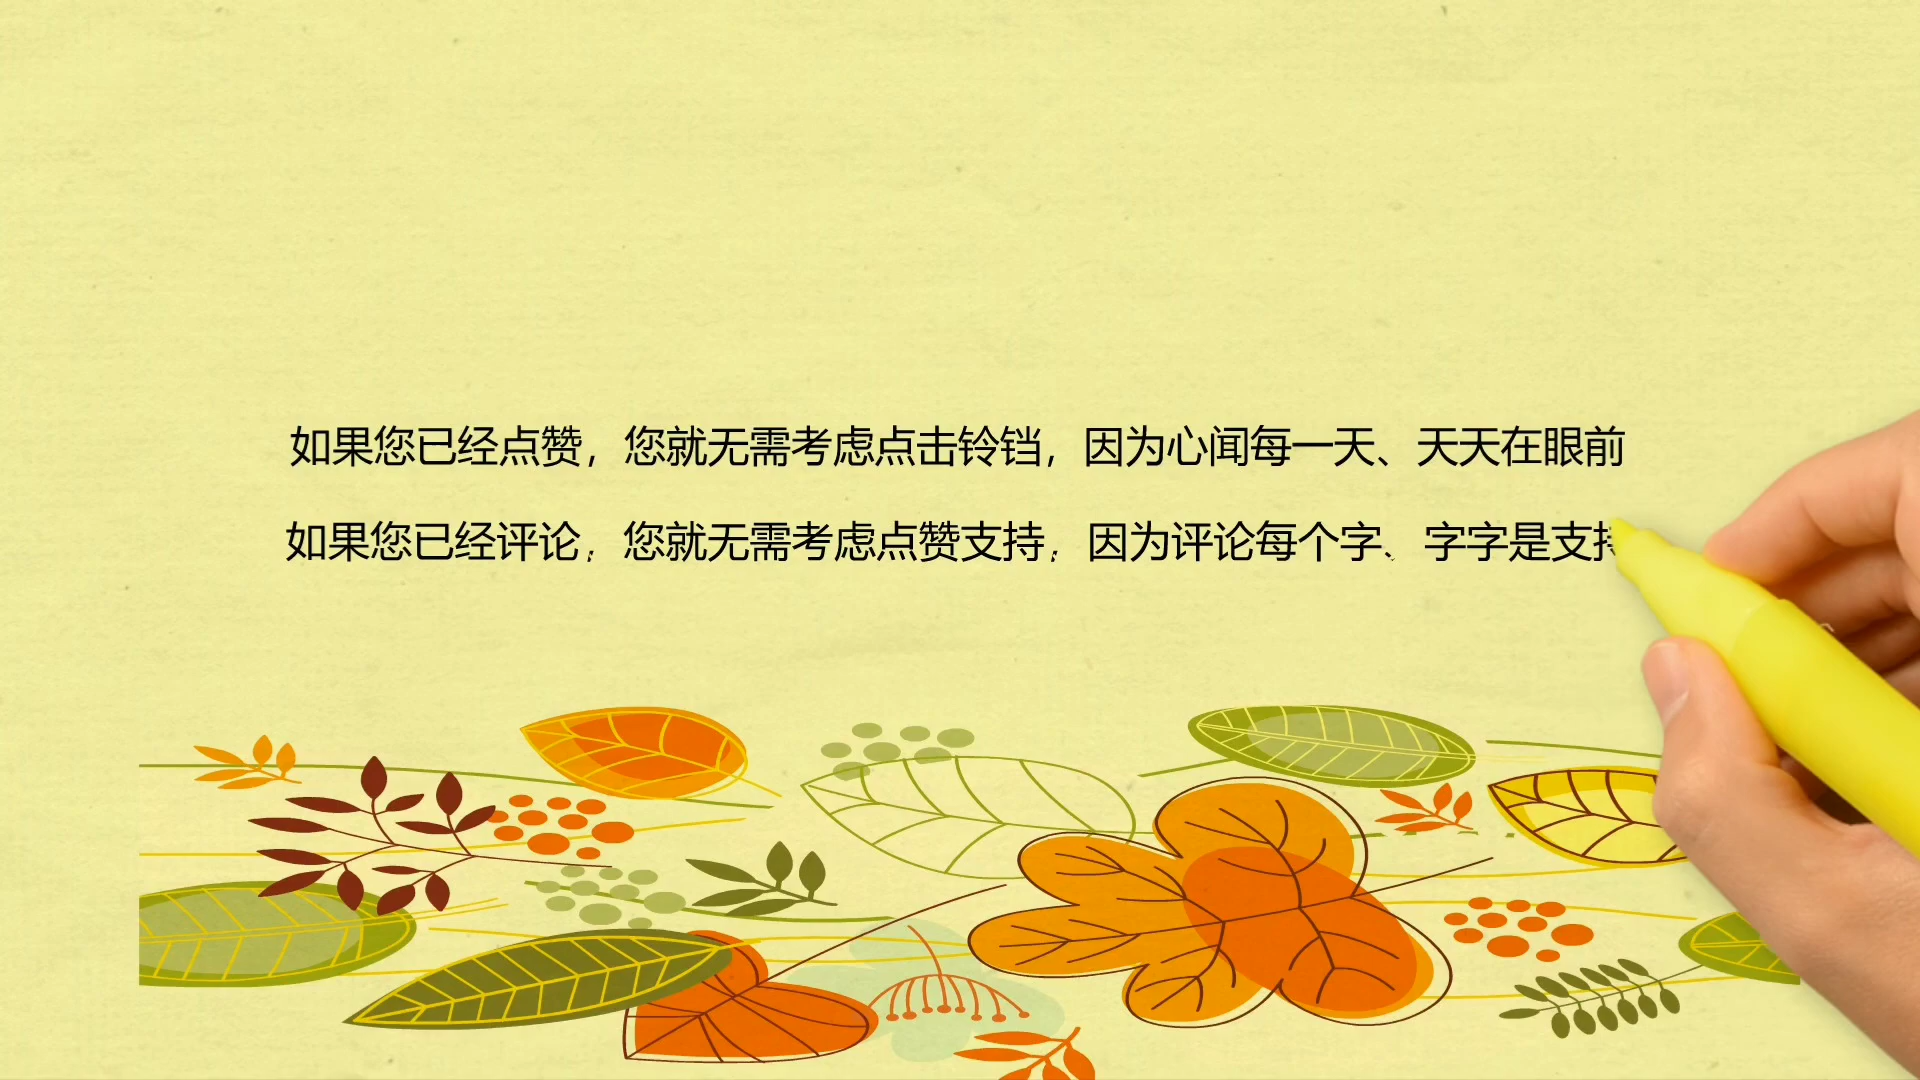 如果您已经点赞，您就无需考虑点击铃铛，因为心闻每一天、天天在眼前
如果您已经评论，您就无需考虑点赞支持，因为评论每个字、字字是支持